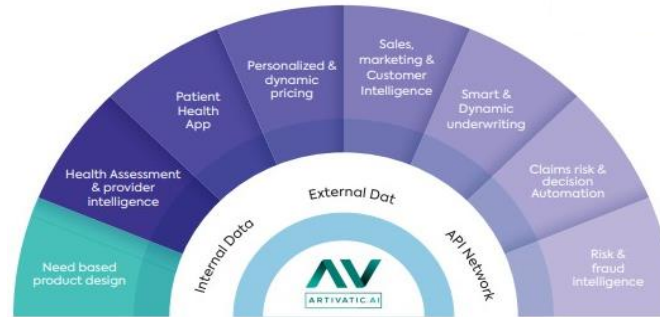 Need based
product design
Health Assessment
& provider
intelligence
Patient
Health
App
Personalized &
dynamic
pricing
Sales,
marketing &
Customer
Intelligence
Smart &
Dynamic
underwriting
Claims risk &
decision
Automation
Risk &
fraud
intelligence
Internal Data
External Dat
API Network
AV
ARTIVATIC.AI